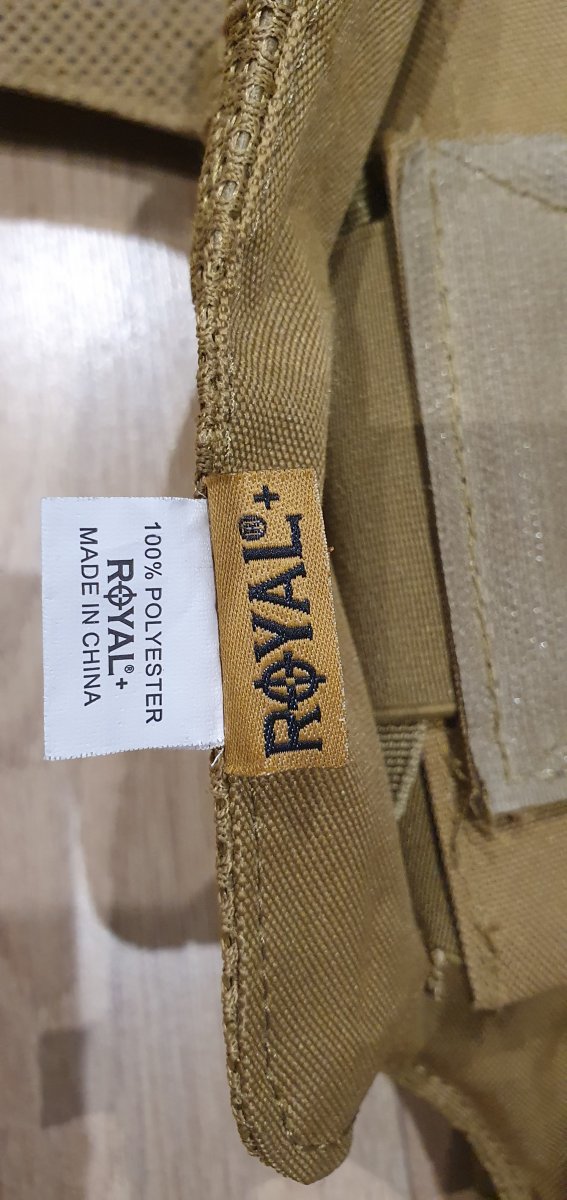 100% POLYESTER
ROYAL®+
MADE IN CHINA
ROYAL®+